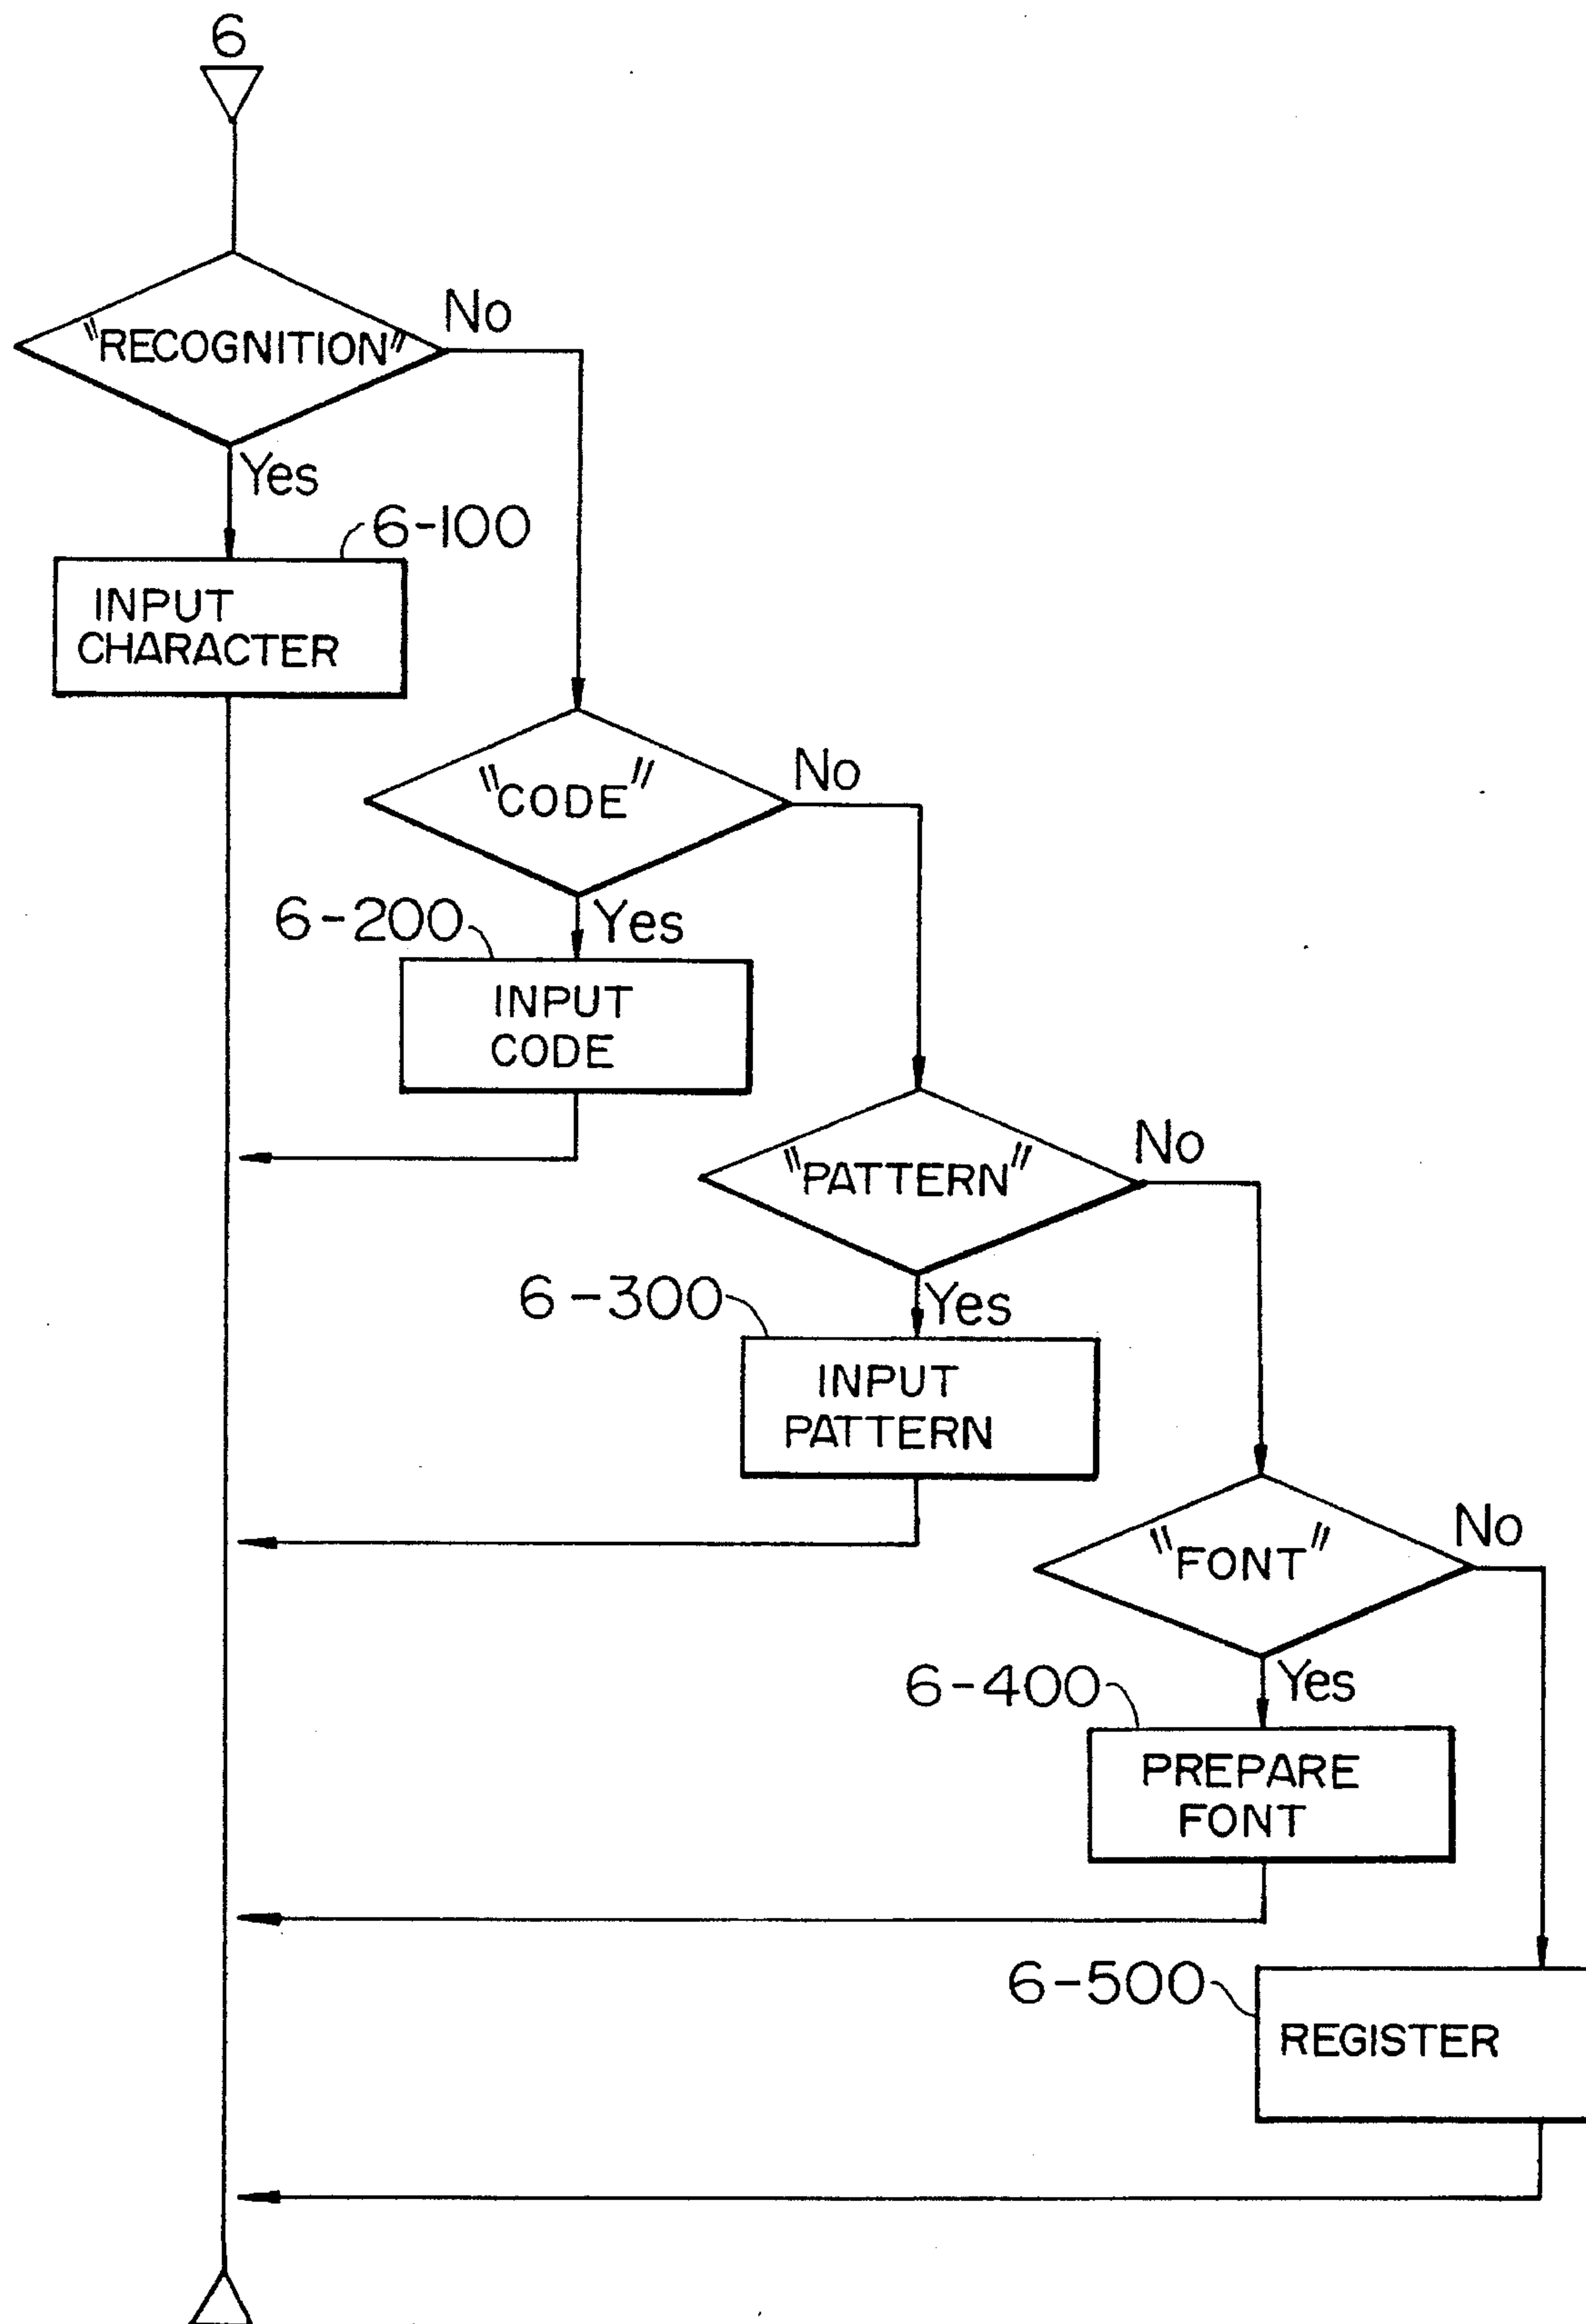 6
"RECOGNITION"
No
Yes
6-100
INPUT
CHARACTER
"CODE"
No
6-200
Yes
INPUT
CODE
"PATTERN"
No
6-300
Yes
INPUT
PATTERN
"FONT"
No
6-400
Yes
PREPARE
FONT
6-500
REGISTER